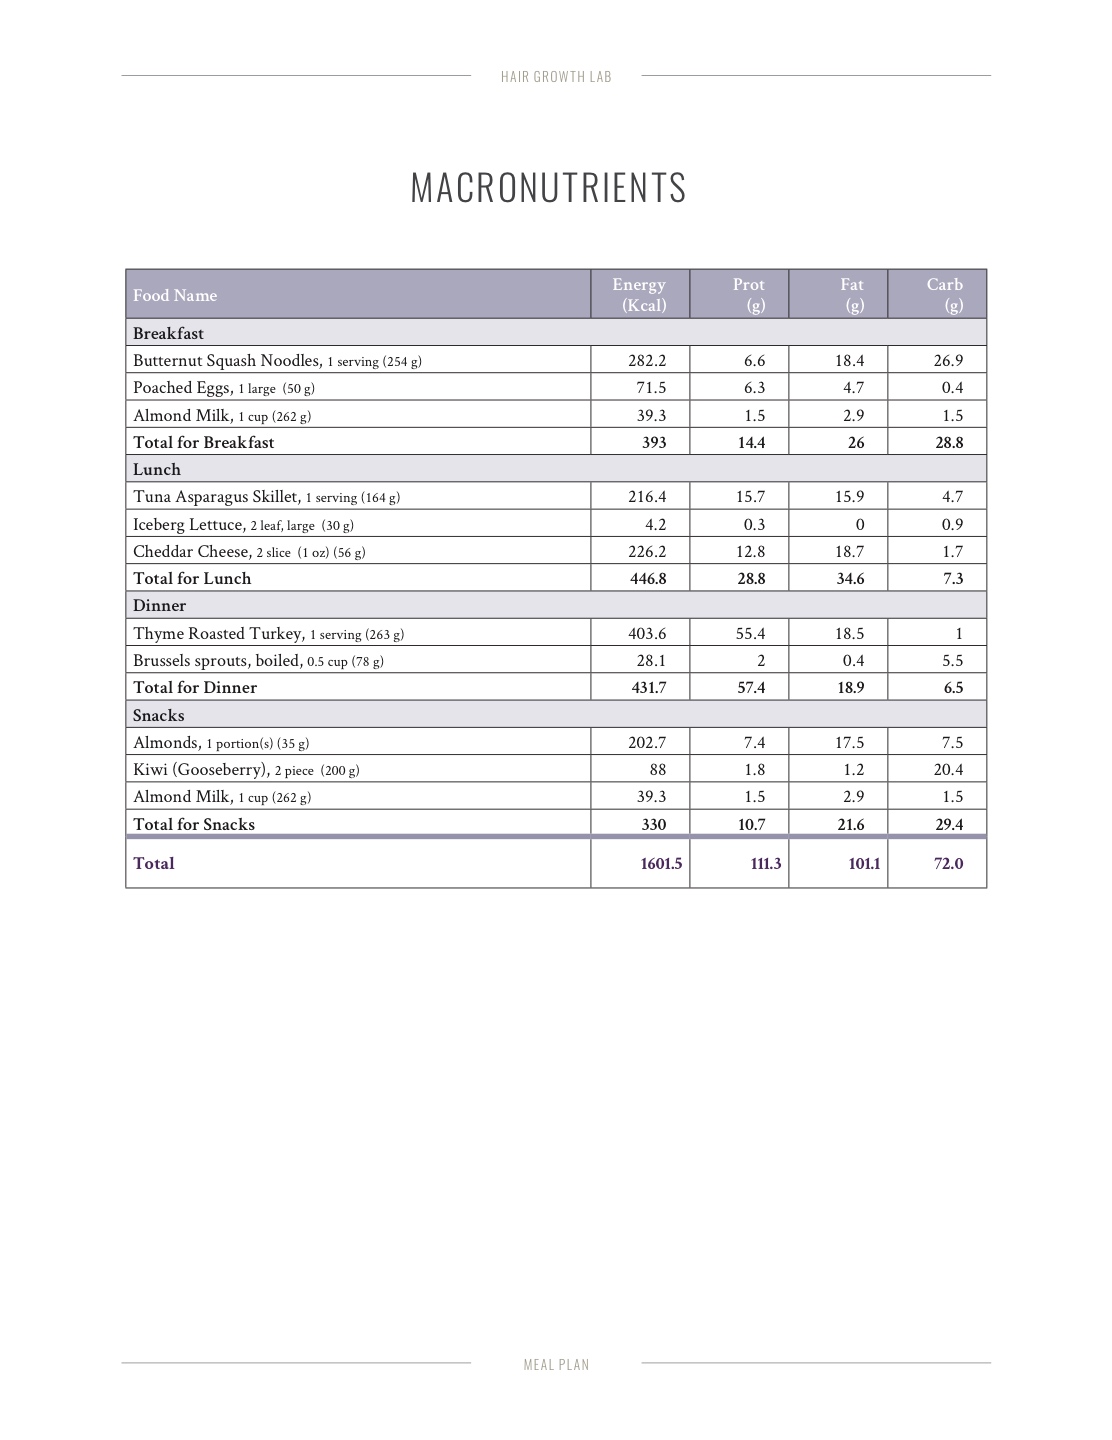 HAIR GROWTH LAB
MACRONUTRIENTS
Food Name Energy (Kcal) Prot (g) Fat (g) Carb (g)
Breakfast
Butternut Squash Noodles, 1 serving (254 g) 282.2 6.6 18.4 26.9
Poached Eggs, 1 large (50 g) 71.5 6.3 4.7 0.4
Almond Milk, 1 cup (262 g) 39.3 1.5 2.9 1.5
Total for Breakfast 393 14.4 26 28.8
Lunch
Tuna Asparagus Skillet, 1 serving (164 g) 216.4 15.7 15.9 4.7
Iceberg Lettuce, 2 leaf, large (30 g) 4.2 0.3 0 0.9
Cheddar Cheese, 2 slice (1 oz) (56 g) 226.2 12.8 18.7 1.7
Total for Lunch 446.8 28.8 34.6 7.3
Dinner
Thyme Roasted Turkey, 1 serving (263 g) 403.6 55.4 18.5 1
Brussels sprouts, boiled, 0.5 cup (78 g) 28.1 2 0.4 5.5
Total for Dinner 431.7 57.4 18.9 6.5
Snacks
Almonds, 1 portion(s) (35 g) 202.7 7.4 17.5 7.5
Kiwi (Gooseberry), 2 piece (200 g) 88 1.8 1.2 20.4
Almond Milk, 1 cup (262 g) 39.3 1.5 2.9 1.5
Total for Snacks 330 10.7 21.6 29.4
Total 1601.5 111.3 101.1 72.0
MEAL PLAN